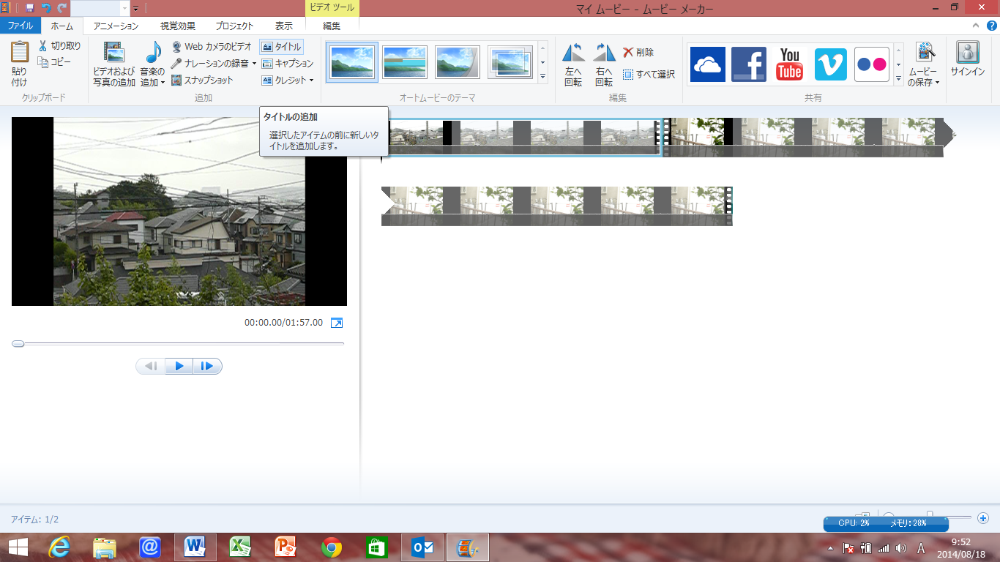 ビデオ ツール
マイ ムービー - ムービー メーカー
ファイル
ホーム
アニメーション
視覚効果
プロジェクト
表示
編集
貼り
付け
切り取り
コピー
クリップボード
ビデオおよび
写真の追加
音楽の
追加
Web カメラのビデオ
ナレーションの録音
スナップショット
タイトル
キャプション
クレジット
追加
オートムービーのテーマ
左へ
回転
右へ
回転
削除
すべて選択
編集
You
Tube
共有
ムービー
の保存
サインイン
タイトルの追加
選択したアイテムの前に新しいタ
イトルを追加します。
00:00.00/01:57.00
アイテム: 1/2
CPU: 2%
メモリ: 28%
A
9:52
2014/08/18